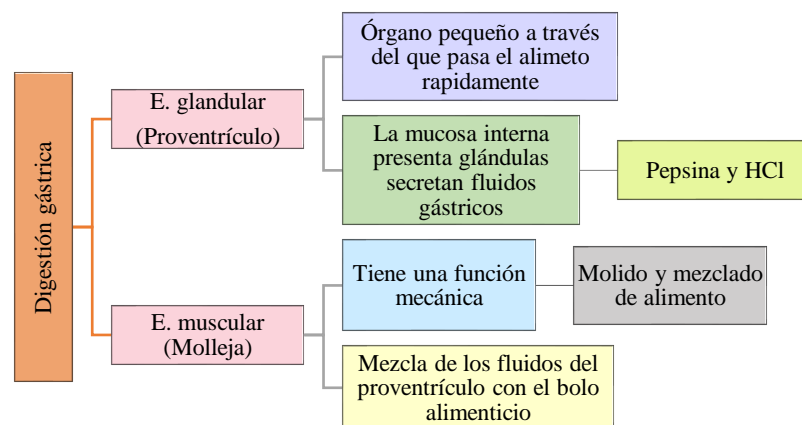 Digestión gástrica
E. glandular
(Proventrículo)
Órgano pequeño a través
del que pasa el alimeto
rapidamente
La mucosa interna
presenta glándulas
secretan fluidos
gástricos
Pepsina y HCl
E. muscular
(Molleja)
Tiene una función
mecánica
Molido y mezclado
de alimento
Mezcla de los fluidos del
proventrículo con el bolo
alimenticio